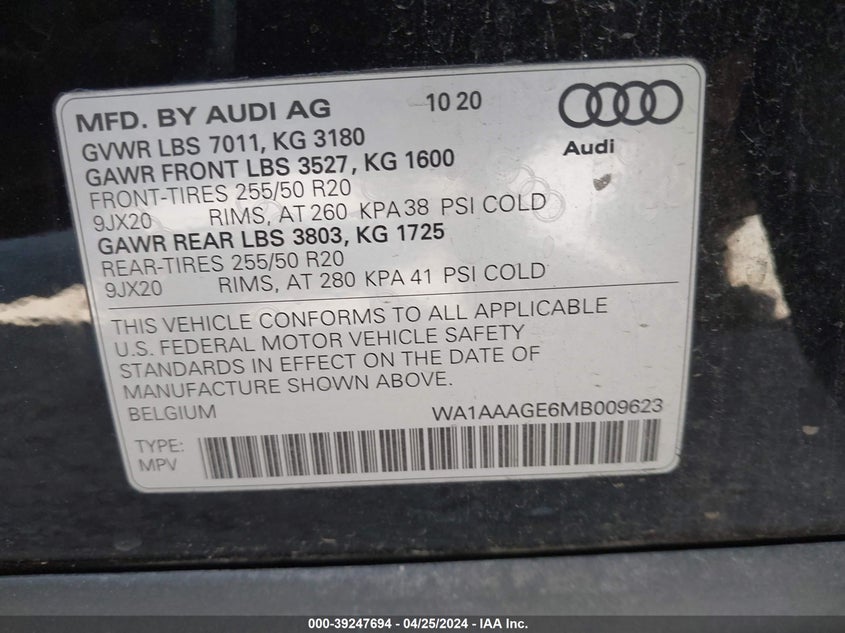 MFD. BY AUDI AG 10 20
GVWR LBS 7011, KG 3180
Audi
GAWR FRONT LBS 3527, KG 1600
FRONT-TIRES 255/50 R20
9JX20 RIMS, AT 260 KPA 38 PSI COLD
GAWR REAR LBS 3803, KG 1725
REAR-TIRES 255/50 R20
9JX20 RIMS, AT 280 KPA 41 PSI COLD
THIS VEHICLE CONFORMS TO ALL APPLICABLE
U.S. FEDERAL MOTOR VEHICLE SAFETY
STANDARDS IN EFFECT ON THE DATE OF
MANUFACTURE SHOWN ABOVE.
BELGIUM WA1AAAGE6MB009623
TYPE:
MPV
000-39247694 - 04/25/2024 - IAA Inc.